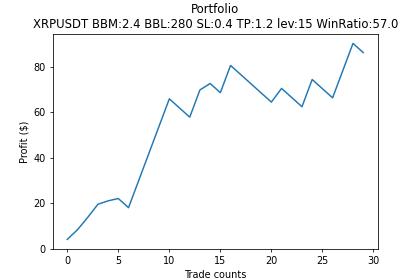 Portfolio
XRPUSDT BBM:2.4 BBL:280 SL:0.4 TP:1.2 lev:15 WinRatio:57.0
Profit ($)
80
60
40
20
0
0 5 10 15 20 25 30
Trade counts